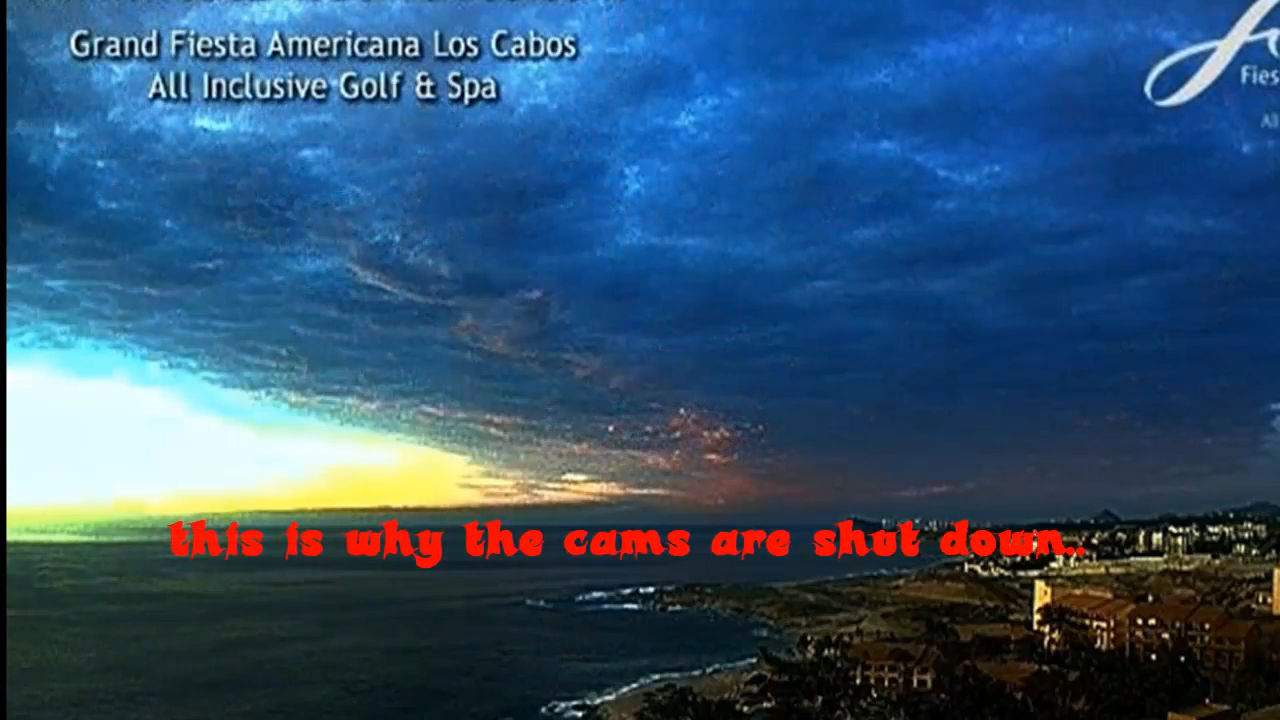 Grand Fiesta Americana Los Cabos
All Inclusive Golf & Spa
this is why the cams are shut down..